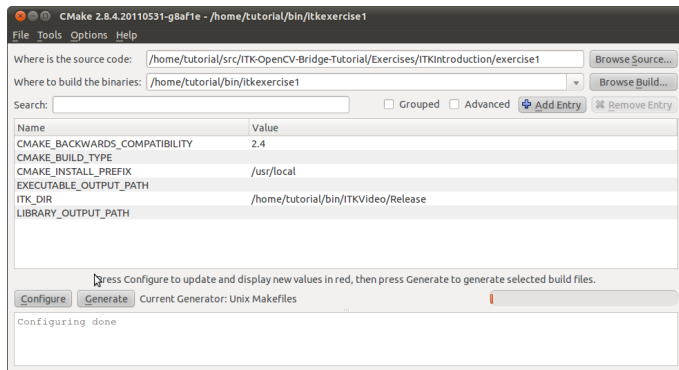 CMake 2.8.4.20110531-g8af1e - /home/tutorial/bin/itkexercise1
File Tools Options Help
Where is the source code: /home/tutorial/src/ITK-OpenCV-Bridge-Tutorial/Exercises/ITKIntroduction/exercise1 Browse Source...
Where to build the binaries: /home/tutorial/bin/itkexercise1 Browse Build...
Search: Grouped Advanced Add Entry Remove Entry
Name Value
CMAKE_BACKWARDS_COMPATIBILITY 2.4
CMAKE_BUILD_TYPE
CMAKE_INSTALL_PREFIX /usr/local
EXECUTABLE_OUTPUT_PATH
ITK_DIR /home/tutorial/bin/ITKVideo/Release
LIBRARY_OUTPUT_PATH
Press Configure to update and display new values in red, then press Generate to generate selected build files.
Configure Generate Current Generator: Unix Makefiles
Configuring done